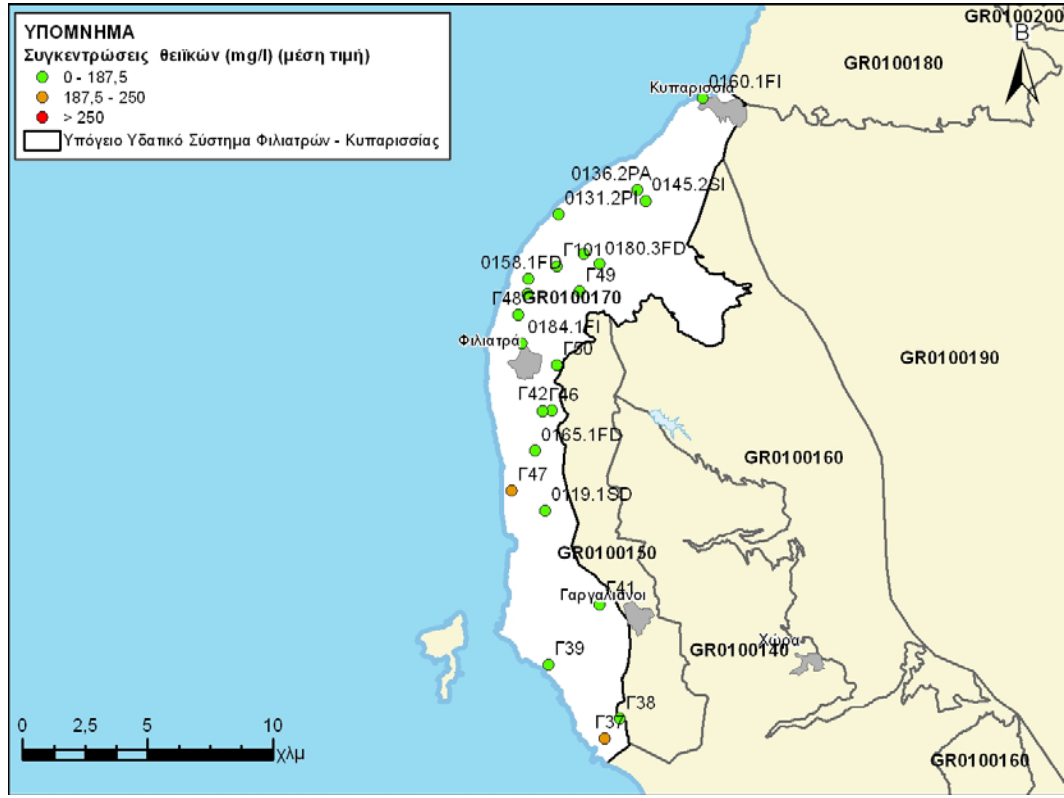 ΥΠΟΜΝΗΜΑ
Συγκεντρώσεις θειϊκών (mg/l) (μέση τιμή)
0 - 187,5
187,5 - 250
> 250
Υπόγειο Υδατικό Σύστημα Φιλιατρών - Κυπαρισσίας
GR0100200
B
GR0100180
Κυπαρισσία
0160.1FI
0136.2PA
0145.2SI
0131.2PI
Γ101
0180.3FD
0158.1FD
Γ49
Γ48
GR0100170
0184.1FI
Φιλιατρά
Γ50
GR0100190
Γ42
Γ46
0165.1FD
GR0100160
Γ47
0119.1SD
GR0100150
Γ41
Γαργαλιάνοι
Χώρα
GR0100140
Γ39
Γ38
Γ37
0 2,5 5 10
χλμ
GR0100160